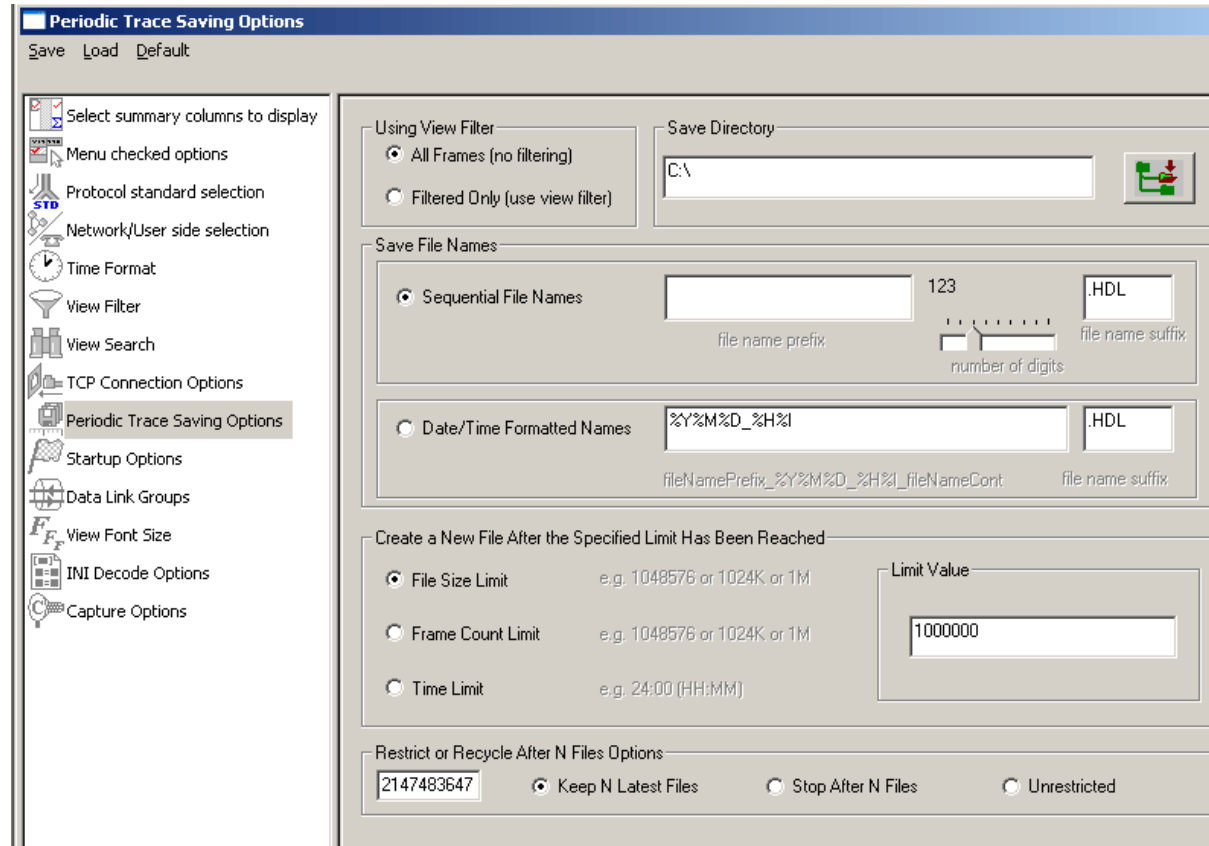 Periodic Trace Saving Options
Save Load Default
Select summary columns to display
Menu checked options
Protocol standard selection
STD
Network/User side selection
Time Format
View Filter
View Search
TCP Connection Options
Periodic Trace Saving Options
Startup Options
Data Link Groups
View Font Size
INI Decode Options
Capture Options
Using View Filter
All Frames (no filtering)
Filtered Only (use view filter)
Save Directory
C:\
Save File Names
Sequential File Names
file name prefix
123
number of digits
.HDL
file name suffix
Date/Time Formatted Names
%Y%M%D_%H%I
fileNamePrefix_%Y%M%D_%H%I_fileNameCont
.HDL
file name suffix
Create a New File After the Specified Limit Has Been Reached
File Size Limit e.g. 1048576 or 1024K or 1M
Frame Count Limit e.g. 1048576 or 1024K or 1M
Time Limit e.g. 24:00 (HH:MM)
Limit Value
1000000
Restrict or Recycle After N Files Options
2147483647 Keep N Latest Files Stop After N Files Unrestricted